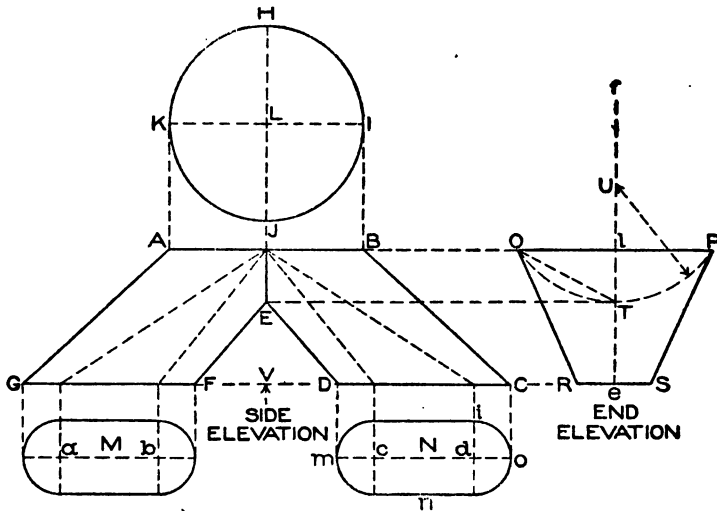 H
K L I
U
A J B O l P
E T
G F V D C R e S
SIDE
ELEVATION
END
ELEVATION
a M b
m c N d i o
n